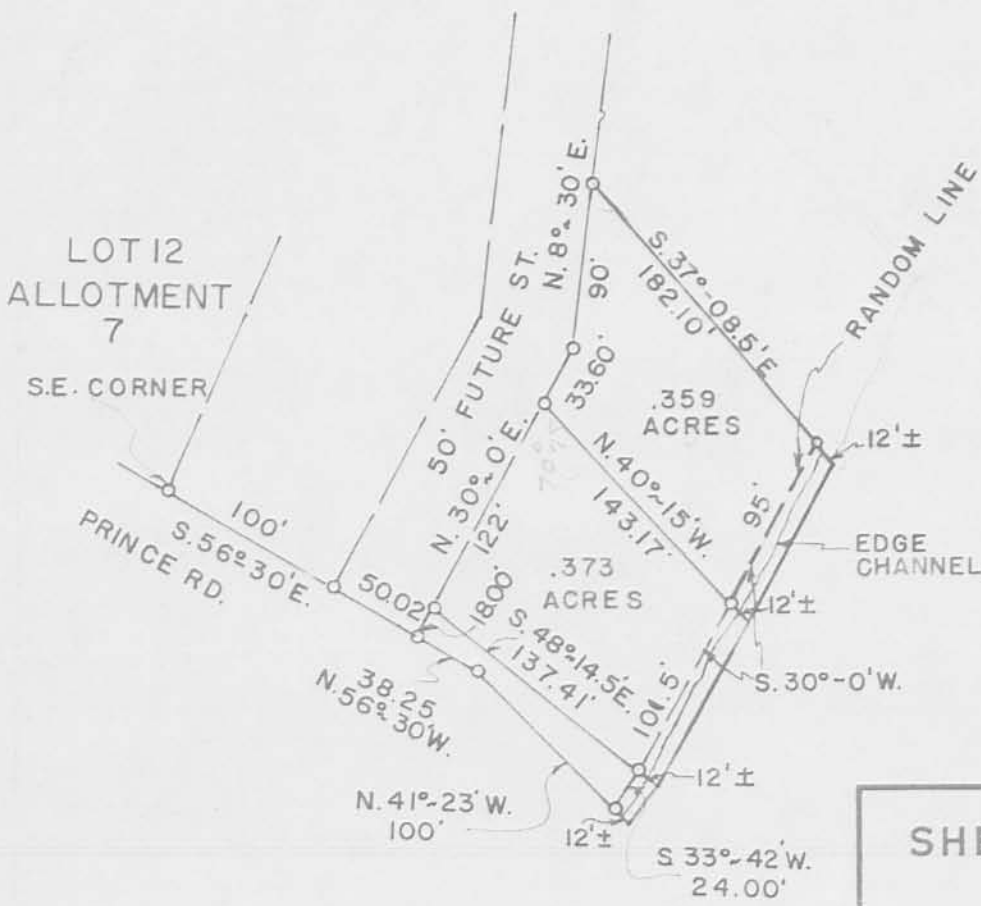 LOT 12
ALLOTMENT
7
S.E. CORNER
50' FUTURE ST.
N. 8°~30' E.
90'
33.60'
S. 37°-08.5' E
182.10'
RANDOM LINE
.359
ACRES
12'±
95'
EDGE
CHANNEL
N. 40°~15' W.
143.17'
12'±
S. 30°-0' W.
N. 30°~0' E.
122'
18.00'
.373
ACRES
100'
S. 56°30' E.
PRINCE RD.
50.02
S. 48°~14.5' E.
137.41'
101.5'
38.25
N. 56°30' W.
12'±
N. 41°~23' W.
100'
12'±
S 33°~42' W.
24.00'